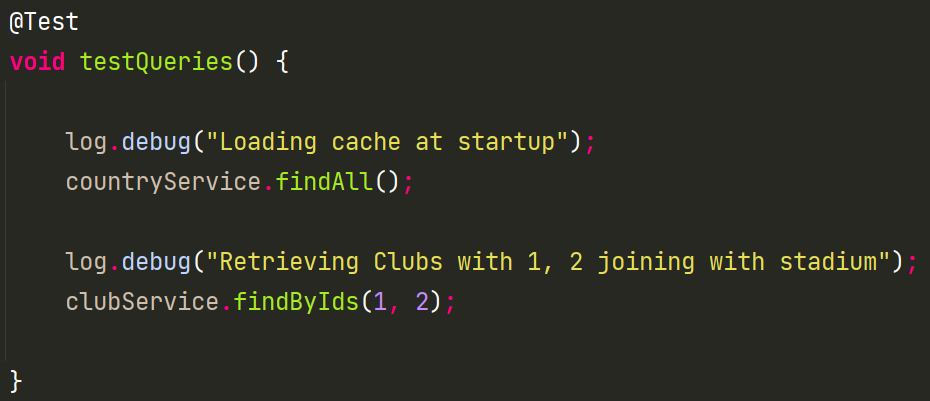 @Test
void testQueries() {
log.debug("Loading cache at startup");
countryService.findAll();
log.debug("Retrieving Clubs with 1, 2 joining with stadium");
clubService.findByIds(1, 2);
}